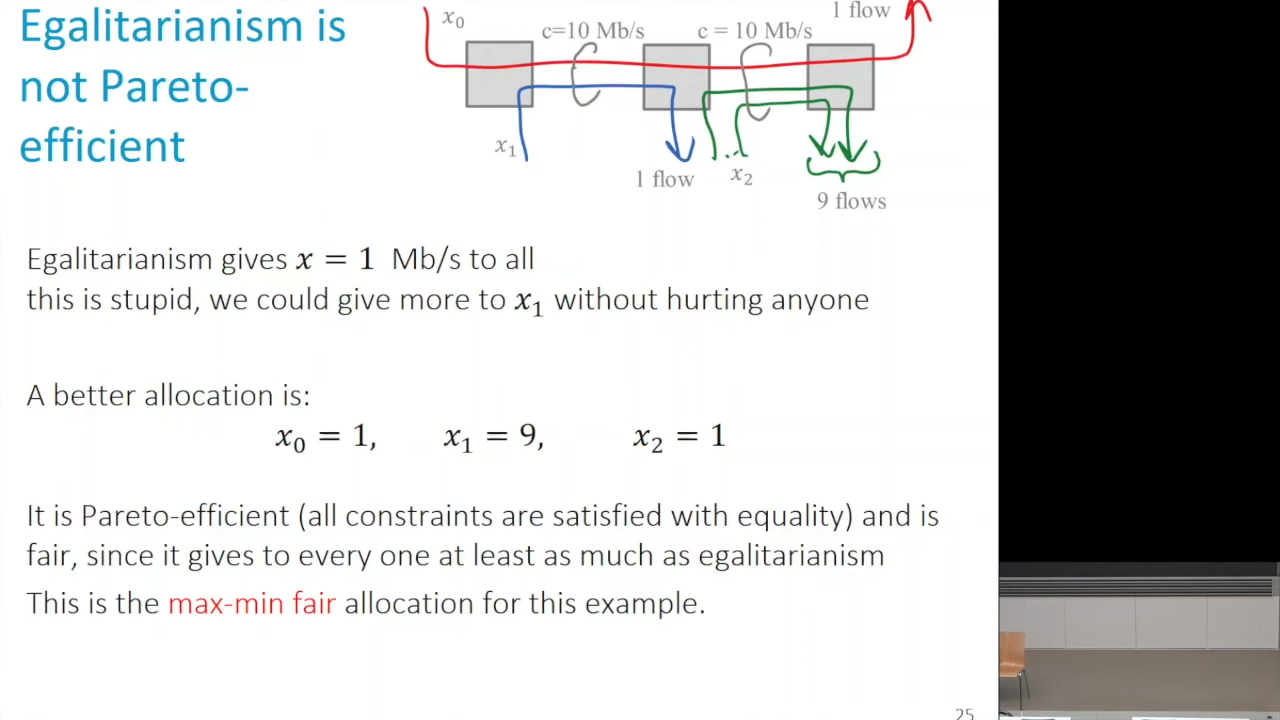 Egalitarianism is
not Pareto-
efficient
x₀
c=10 Mb/s
c = 10 Mb/s
1 flow
x₁
1 flow
x₂
9 flows
Egalitarianism gives x = 1 Mb/s to all
this is stupid, we could give more to x₁ without hurting anyone
A better allocation is:
x₀ = 1, x₁ = 9, x₂ = 1
It is Pareto-efficient (all constraints are satisfied with equality) and is
fair, since it gives to every one at least as much as egalitarianism
This is the max-min fair allocation for this example.
25